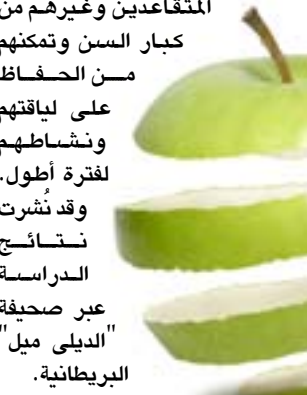 المتقاعدين وغيرهم من
كبار السن وتمكنهم
من الحفاظ
على لياقتهم
ونشاطهم
لفترة أطول.
وقد نُشرت
نتائج
الدراسة
عبر صحيفة
"الديلى ميل"
البريطانية.